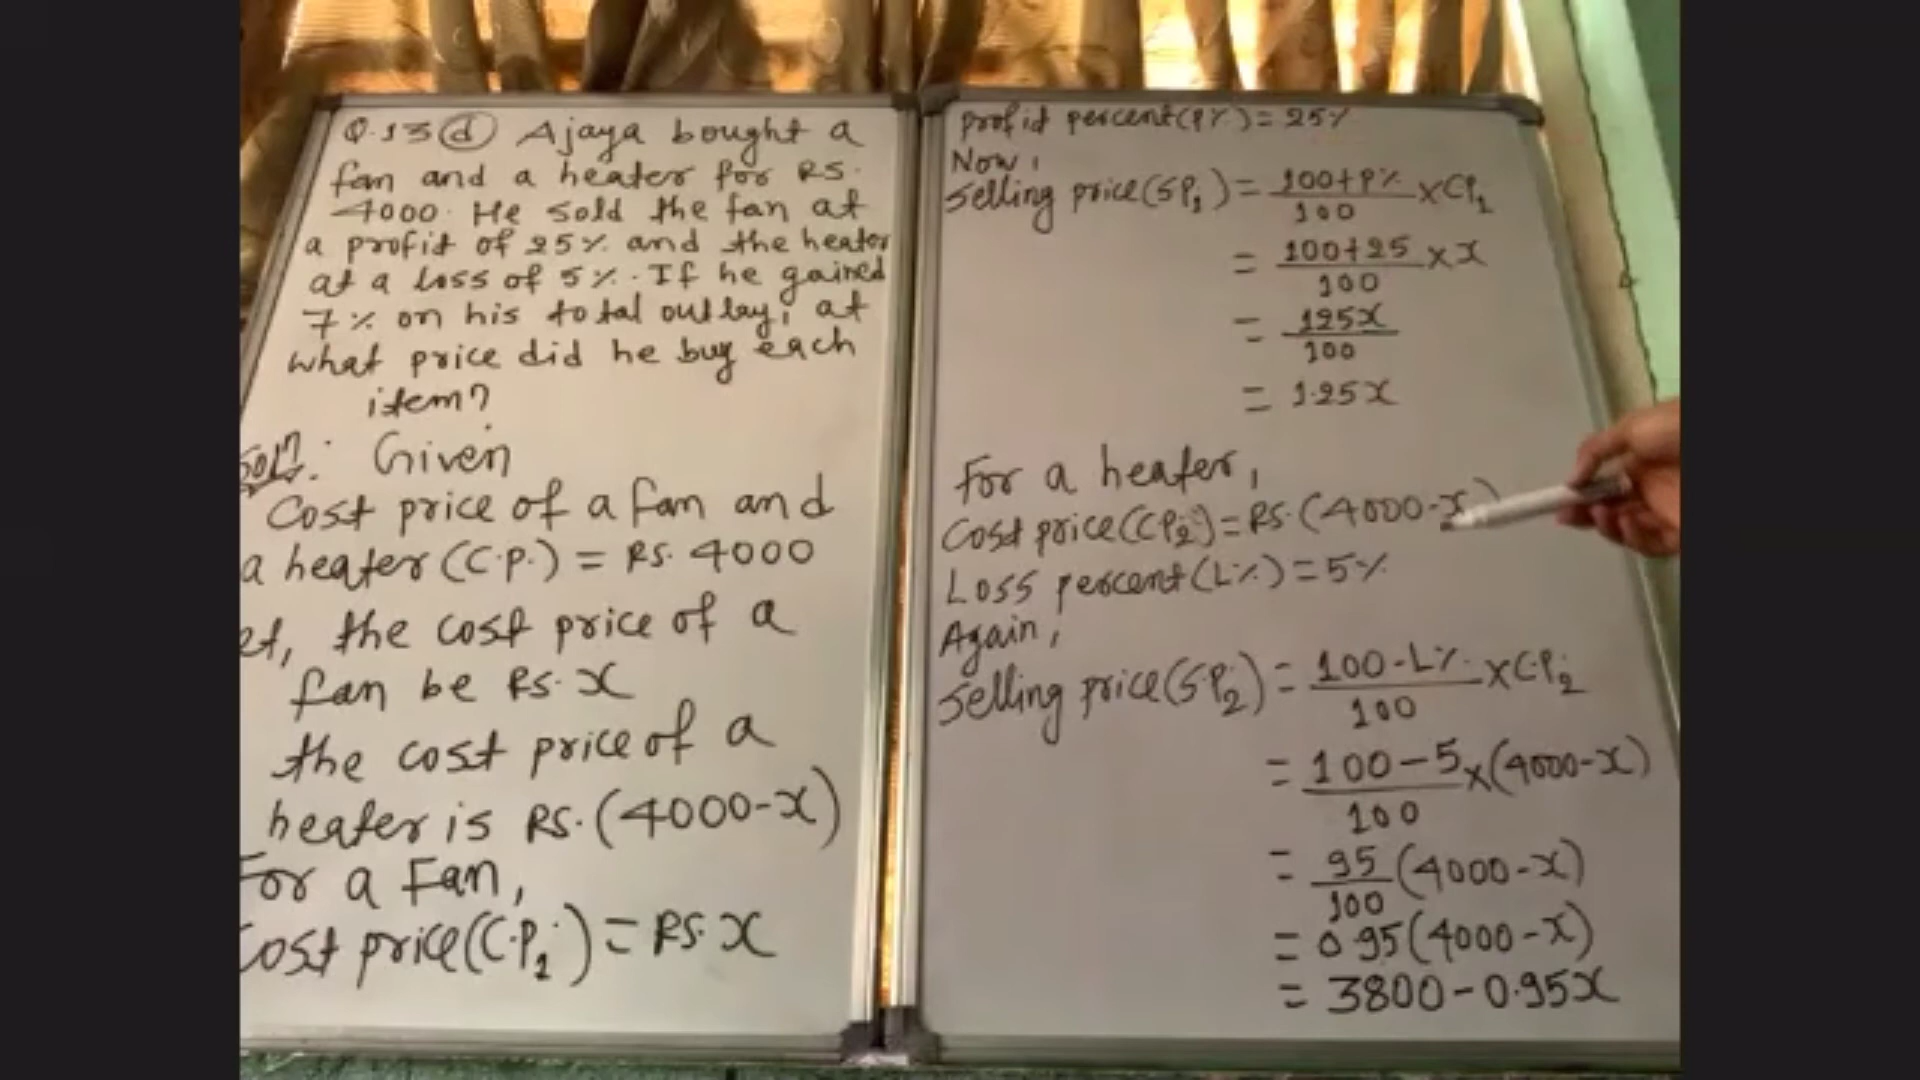 Q.13 (d) Ajaya bought a
fan and a heater for RS.
4000. He sold the fan at
a profit of 25% and the heater
at a loss of 5%. If he gained
7% on his total outlay, at
what price did he buy each
item?
Soln: Given
Cost price of a fan and
a heater (C.P.) = RS. 4000
et, the cost price of a
fan be RS. x
the cost price of a
heater is RS. (4000-x)
For a Fan,
Cost price (C.P1) = RS. x
profit percent (P%) = 25%
Now,
Selling price (SP1) = 100+P%/100 × CP1
= 100+25/100 × x
= 125x/100
= 1.25x
For a heater,
Cost price (CP2) = RS. (4000-x)
Loss percent (L%) = 5%
Again,
Selling price (S.P2) = 100-L%/100 × C.P2
= 100-5/100 × (4000-x)
= 95/100 (4000-x)
= 0.95(4000-x)
= 3800-0.95x